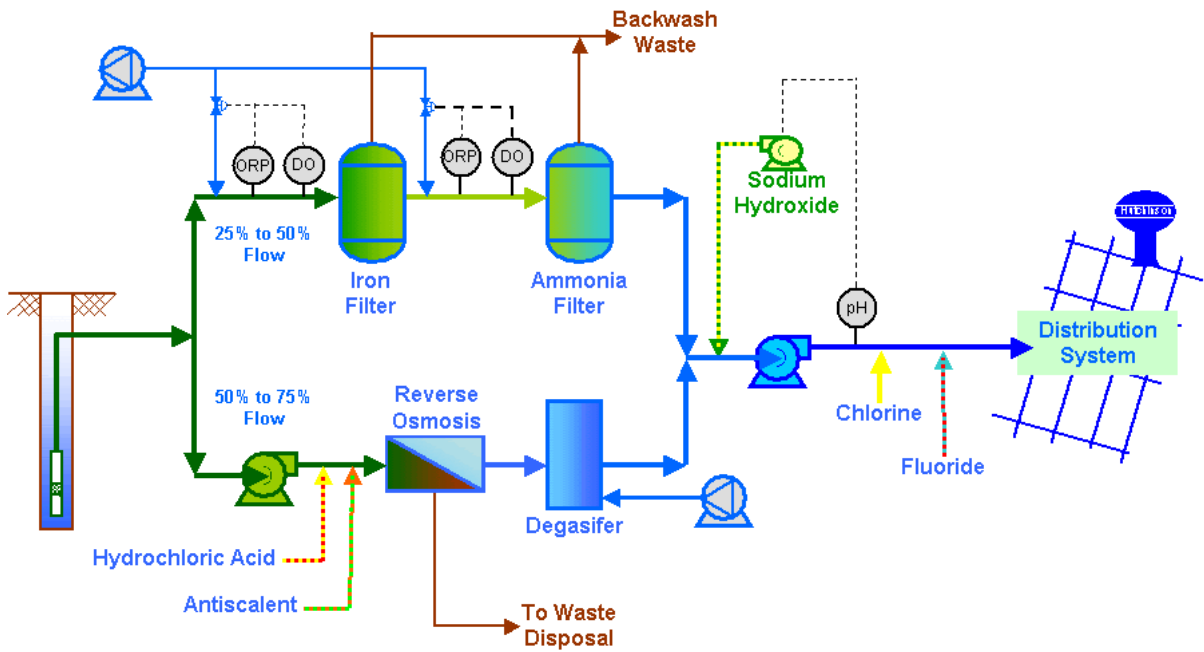 Backwash
Waste
ORP
DO
ORP
DO
Sodium
Hydroxide
Hutchinson
25% to 50%
Flow
Iron
Filter
Ammonia
Filter
pH
Distribution
System
50% to 75%
Flow
Reverse
Osmosis
Chlorine
Fluoride
Degasifer
Hydrochloric Acid
Antiscalent
To Waste
Disposal